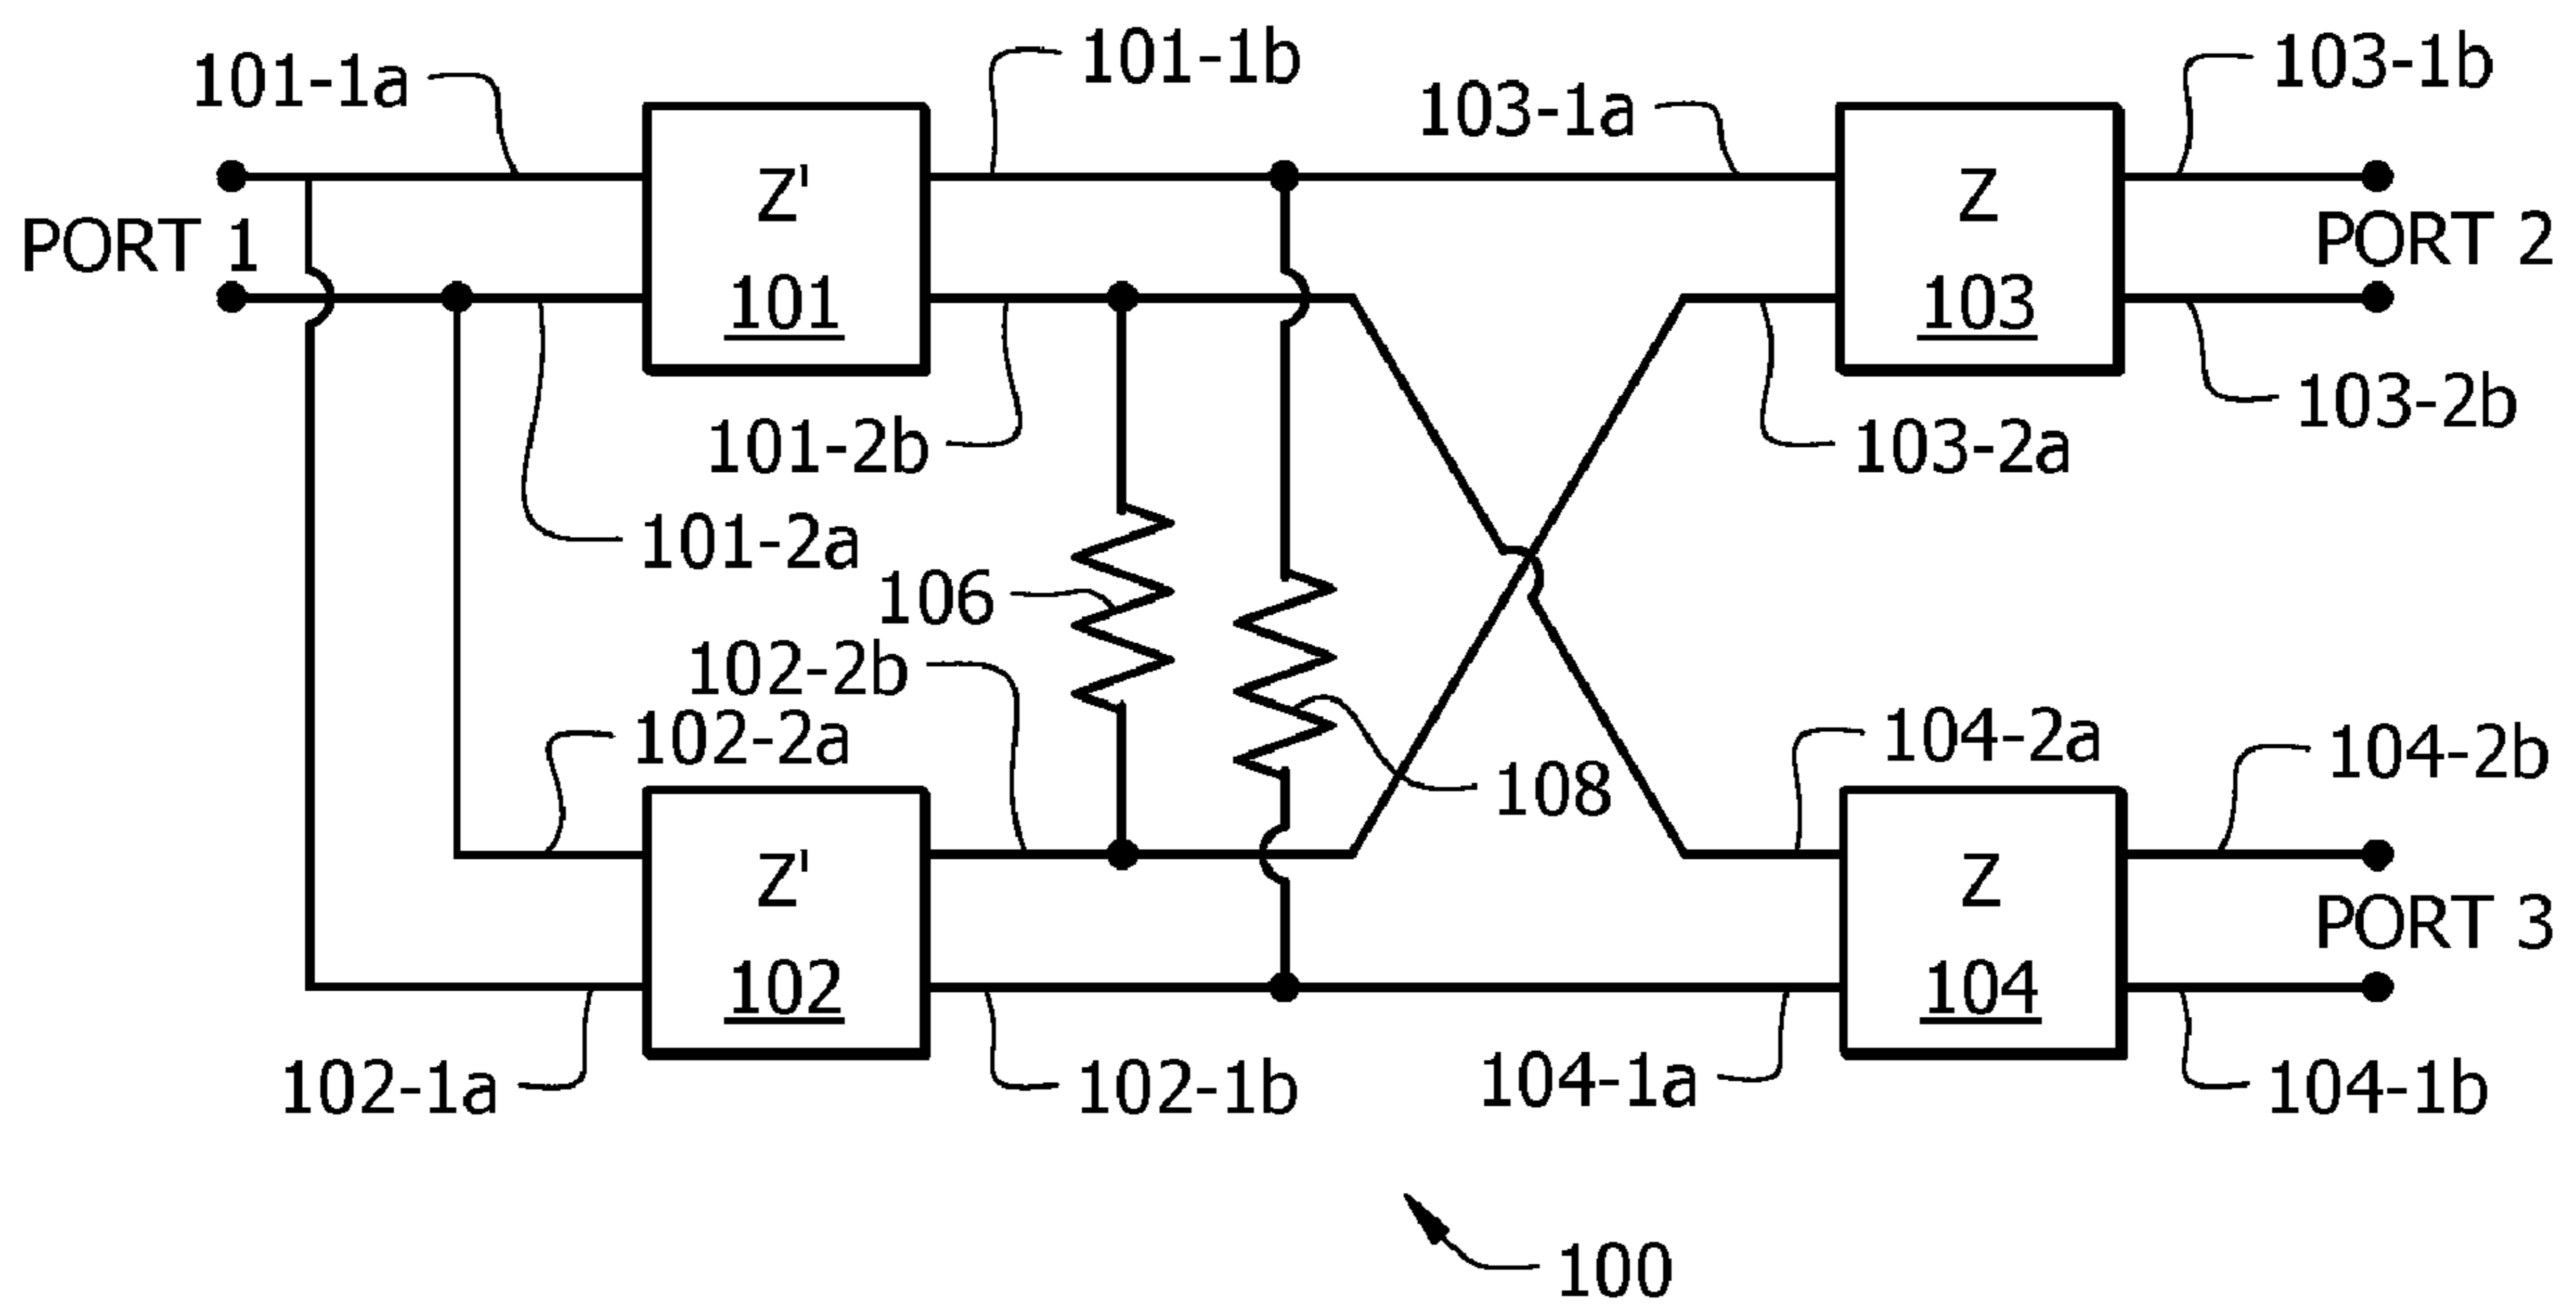 101-1a
101-1b
103-1a
103-1b
PORT 1
Z'
101
Z
103
PORT 2
101-2a
101-2b
103-2a
103-2b
106
108
102-2b
102-2a
104-2a
104-2b
Z'
102
Z
104
PORT 3
102-1a
102-1b
104-1a
104-1b
100